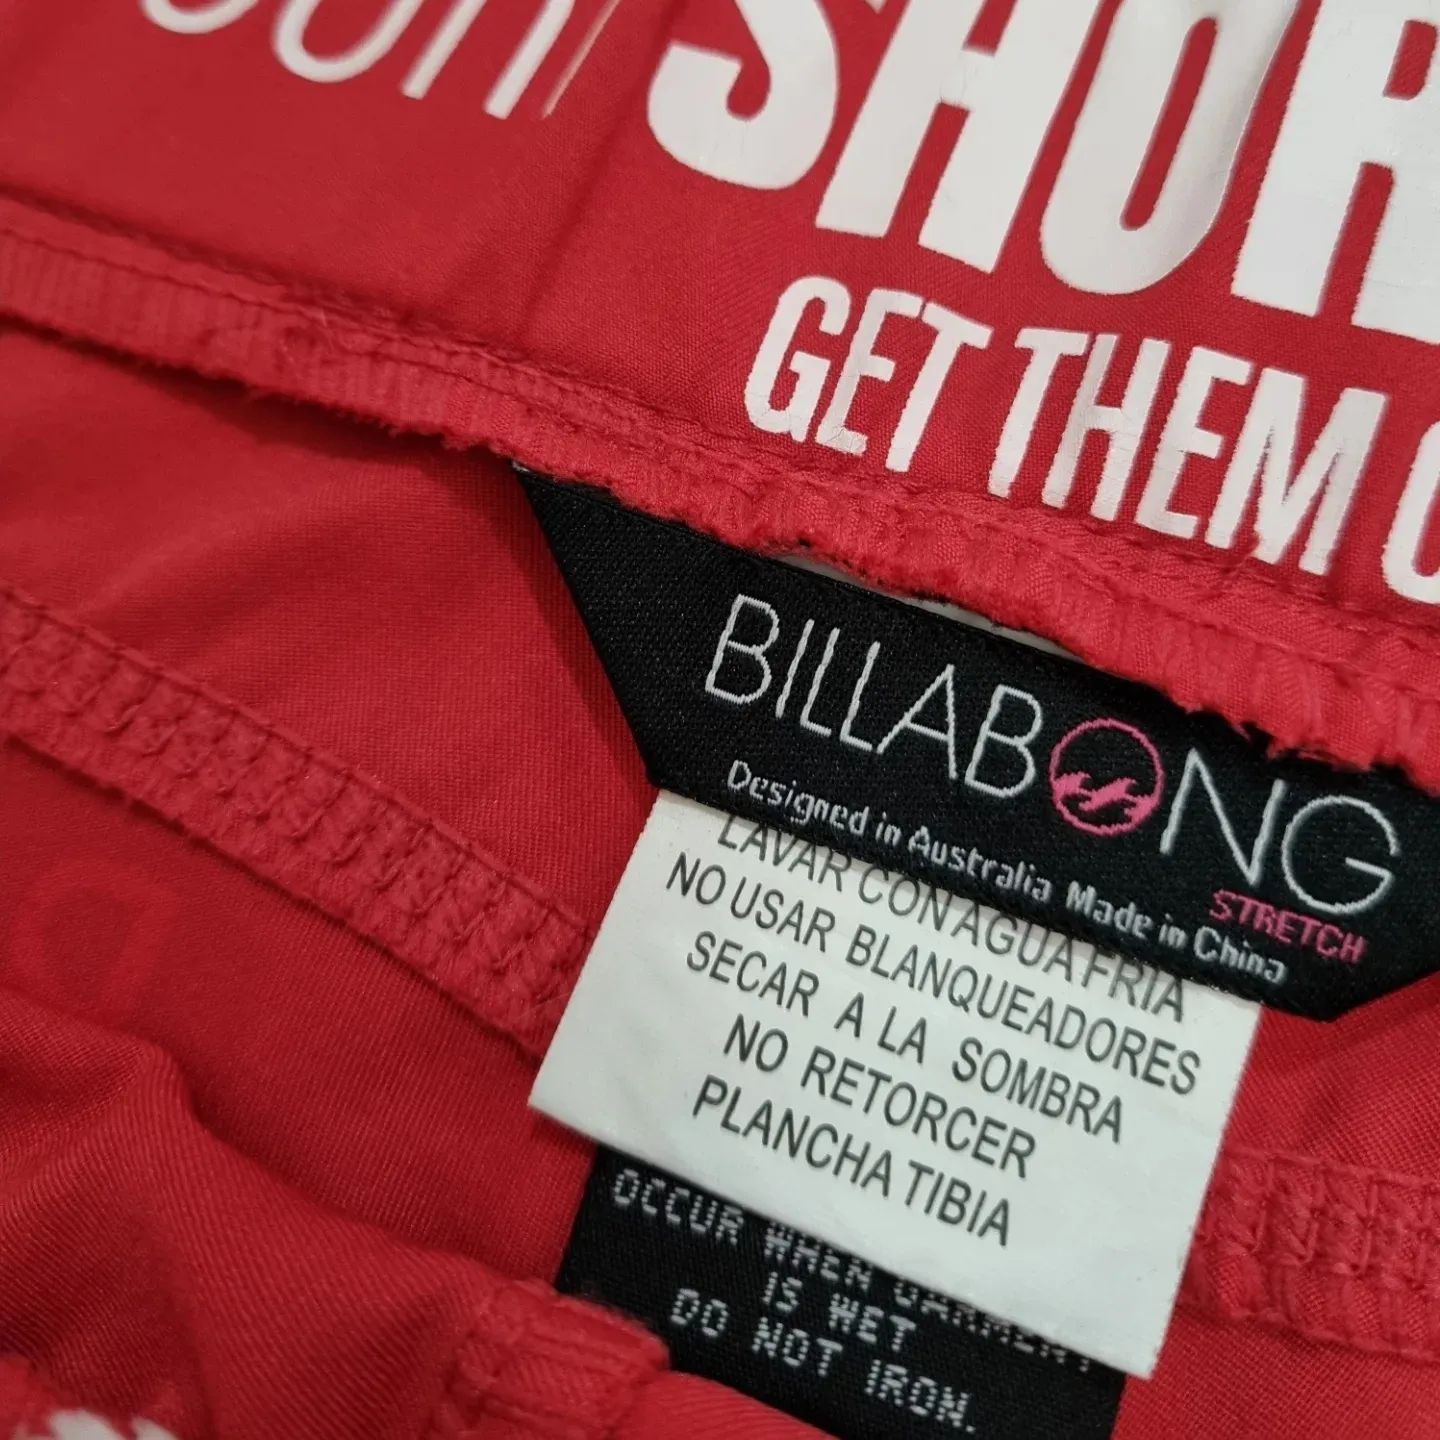 GET THEM
BILLABONG
STRETCH
Designed in Australia Made in China
LAVAR CON AGUA FRIA
NO USAR BLANQUEADORES
SECAR A LA SOMBRA
NO RETORCER
PLANCHA TIBIA
OCCUR WHEN GARMENT
IS WET
DO NOT IRON.